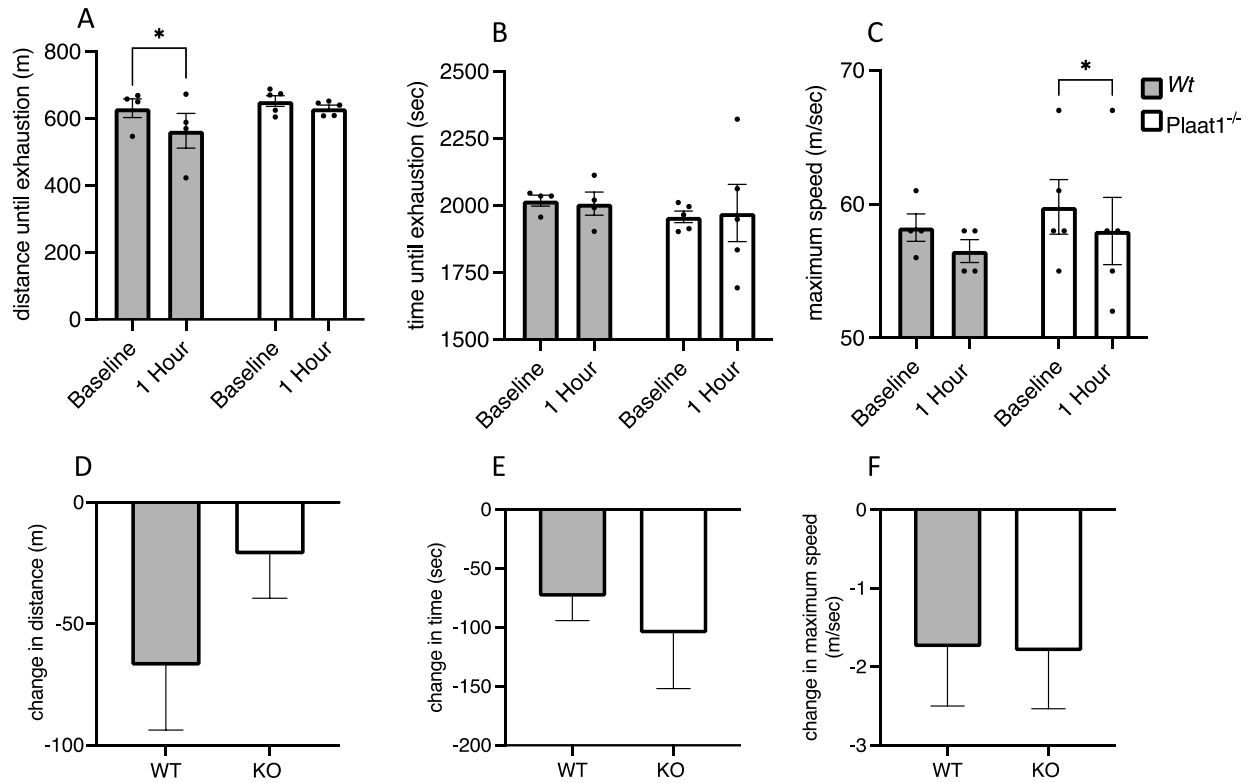 A
distance until exhaustion (m)
800
600
400
200
0
*
Baseline
1 Hour
Baseline
1 Hour
B
time until exhaustion (sec)
2500
2250
2000
1750
1500
Baseline
1 Hour
Baseline
1 Hour
C
maximum speed (m/sec)
70
60
50
*
Baseline
1 Hour
Baseline
1 Hour
Wt
Plaat1-/-
D
change in distance (m)
0
-50
-100
WT
KO
E
change in time (sec)
0
-50
-100
-150
-200
WT
KO
F
change in maximum speed
(m/sec)
0
-1
-2
-3
WT
KO